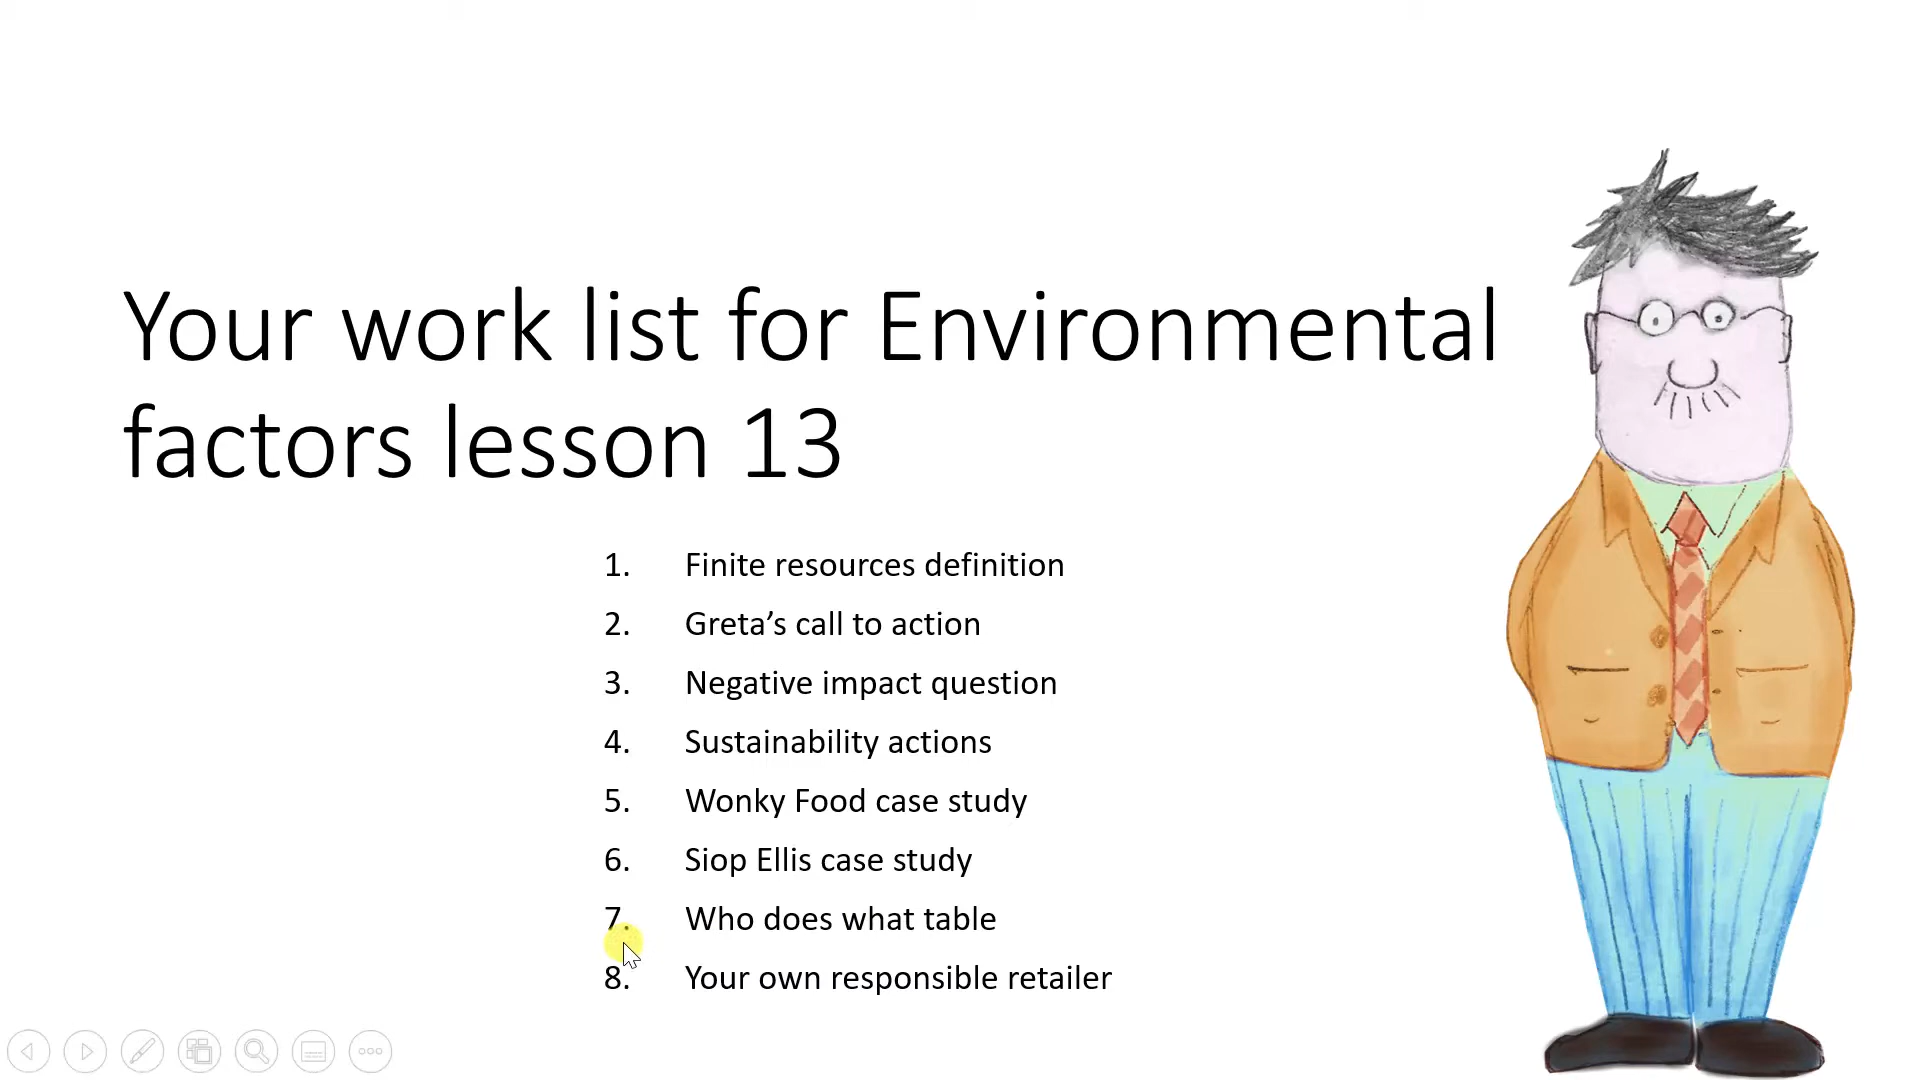 Your work list for Environmental
factors lesson 13
1. Finite resources definition
2. Greta’s call to action
3. Negative impact question
4. Sustainability actions
5. Wonky Food case study
6. Siop Ellis case study
7. Who does what table
8. Your own responsible retailer